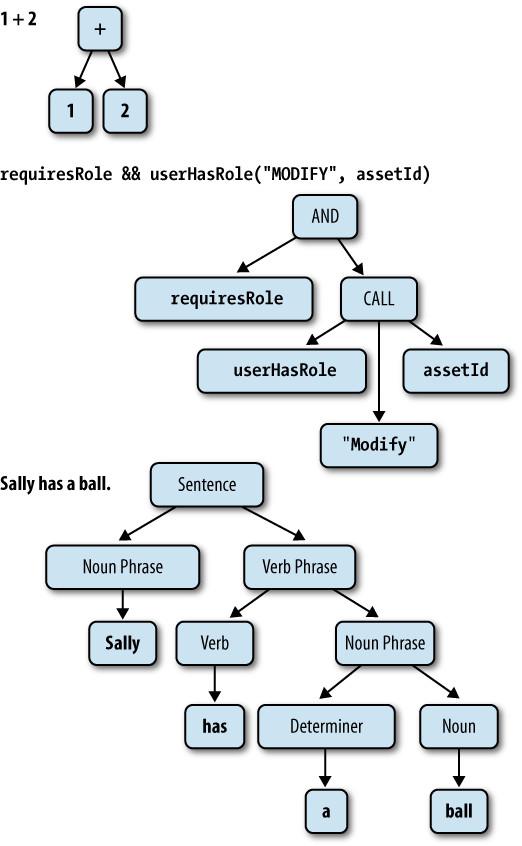 1 + 2
+
1 2
requiresRole && userHasRole("MODIFY", assetId)
AND
requiresRole CALL
userHasRole assetId
"Modify"
Sally has a ball.
Sentence
Noun Phrase Verb Phrase
Sally Verb Noun Phrase
has Determiner Noun
a ball